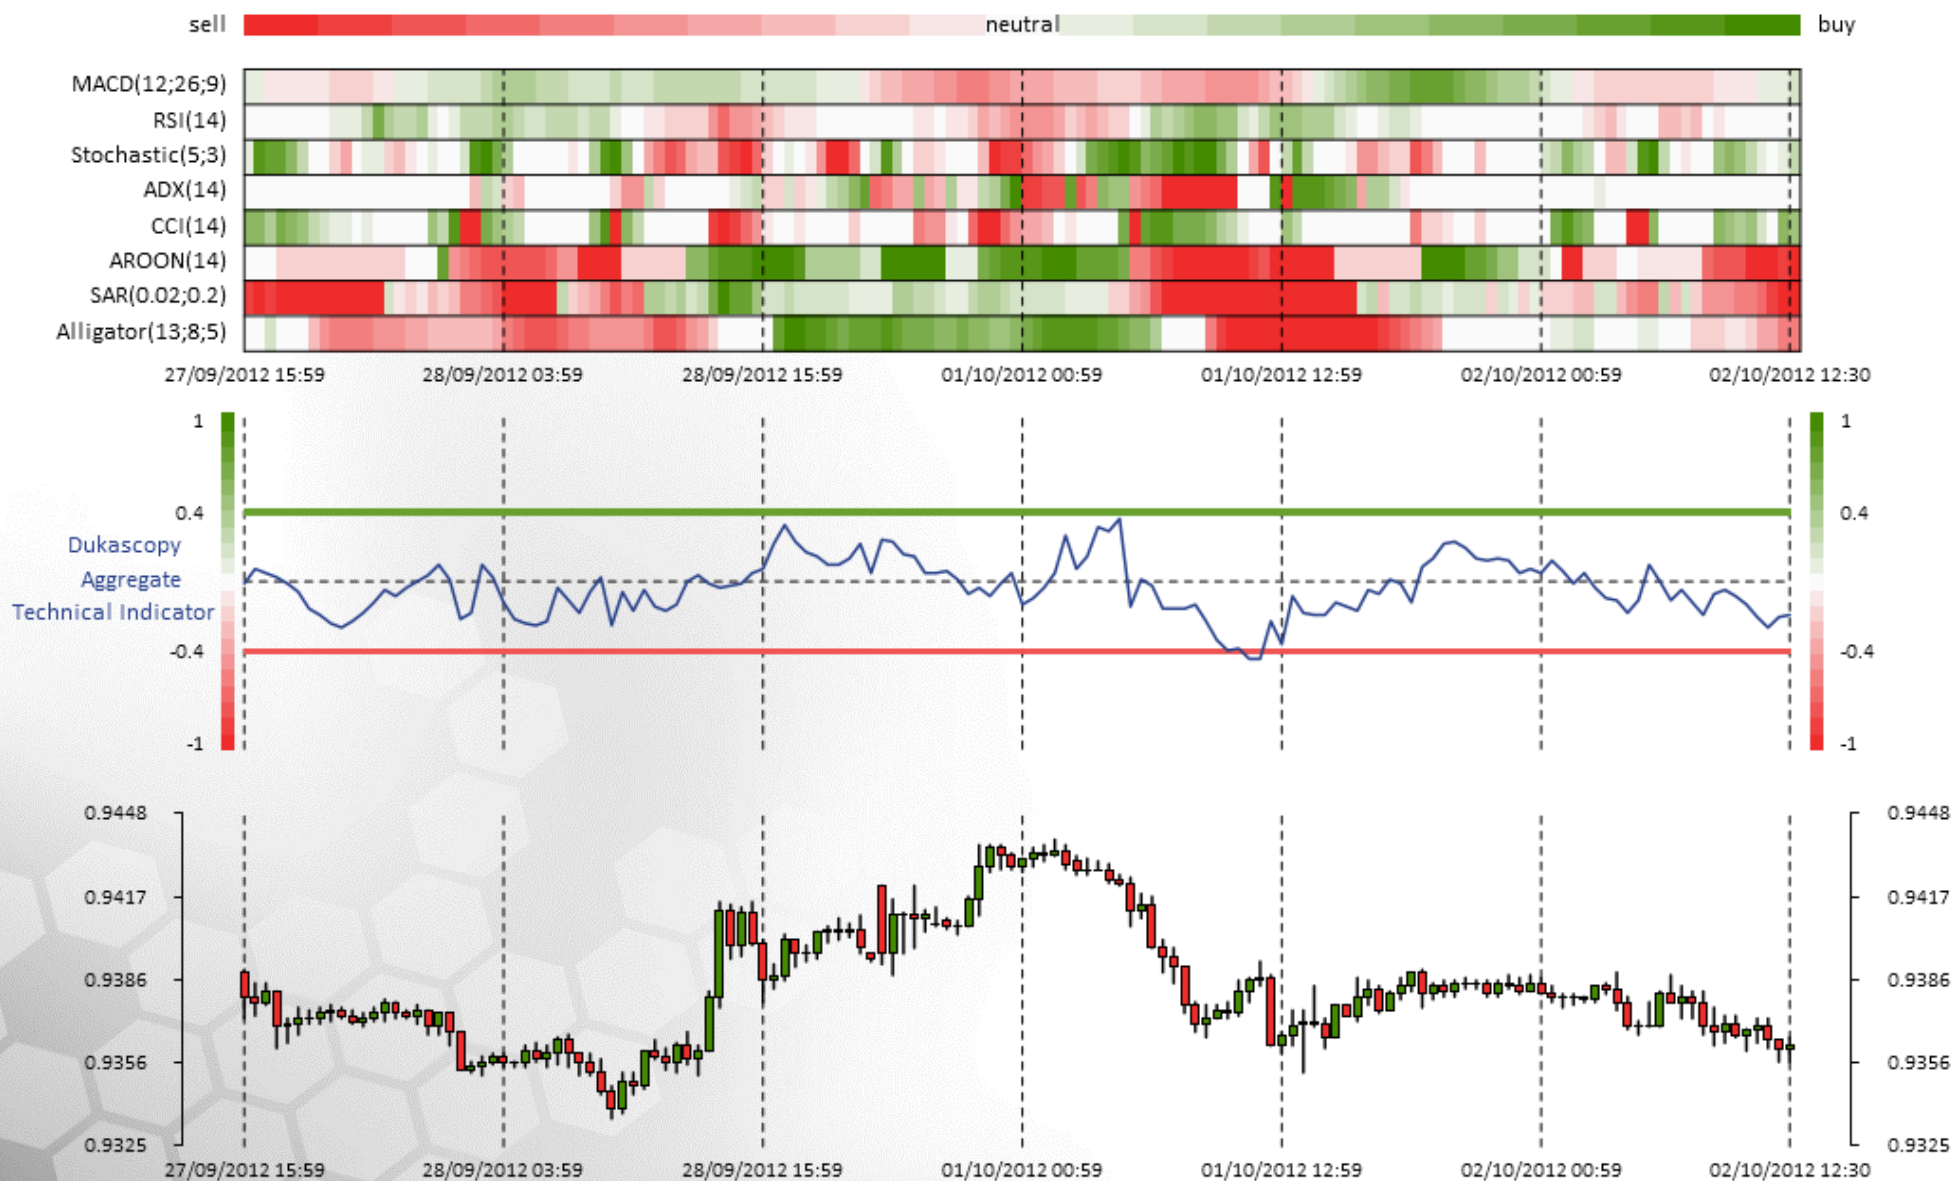 sell neutral buy
MACD(12;26;9)
RSI(14)
Stochastic(5;3)
ADX(14)
CCI(14)
AROON(14)
SAR(0.02;0.2)
Alligator(13;8;5)
27/09/2012 15:59 28/09/2012 03:59 28/09/2012 15:59 01/10/2012 00:59 01/10/2012 12:59 02/10/2012 00:59 02/10/2012 12:30
1 1
0.4 0.4
Dukascopy
Aggregate
Technical Indicator
-0.4 -0.4
-1 -1
0.9448 0.9448
0.9417 0.9417
0.9386 0.9386
0.9356 0.9356
0.9325 0.9325
27/09/2012 15:59 28/09/2012 03:59 28/09/2012 15:59 01/10/2012 00:59 01/10/2012 12:59 02/10/2012 00:59 02/10/2012 12:30